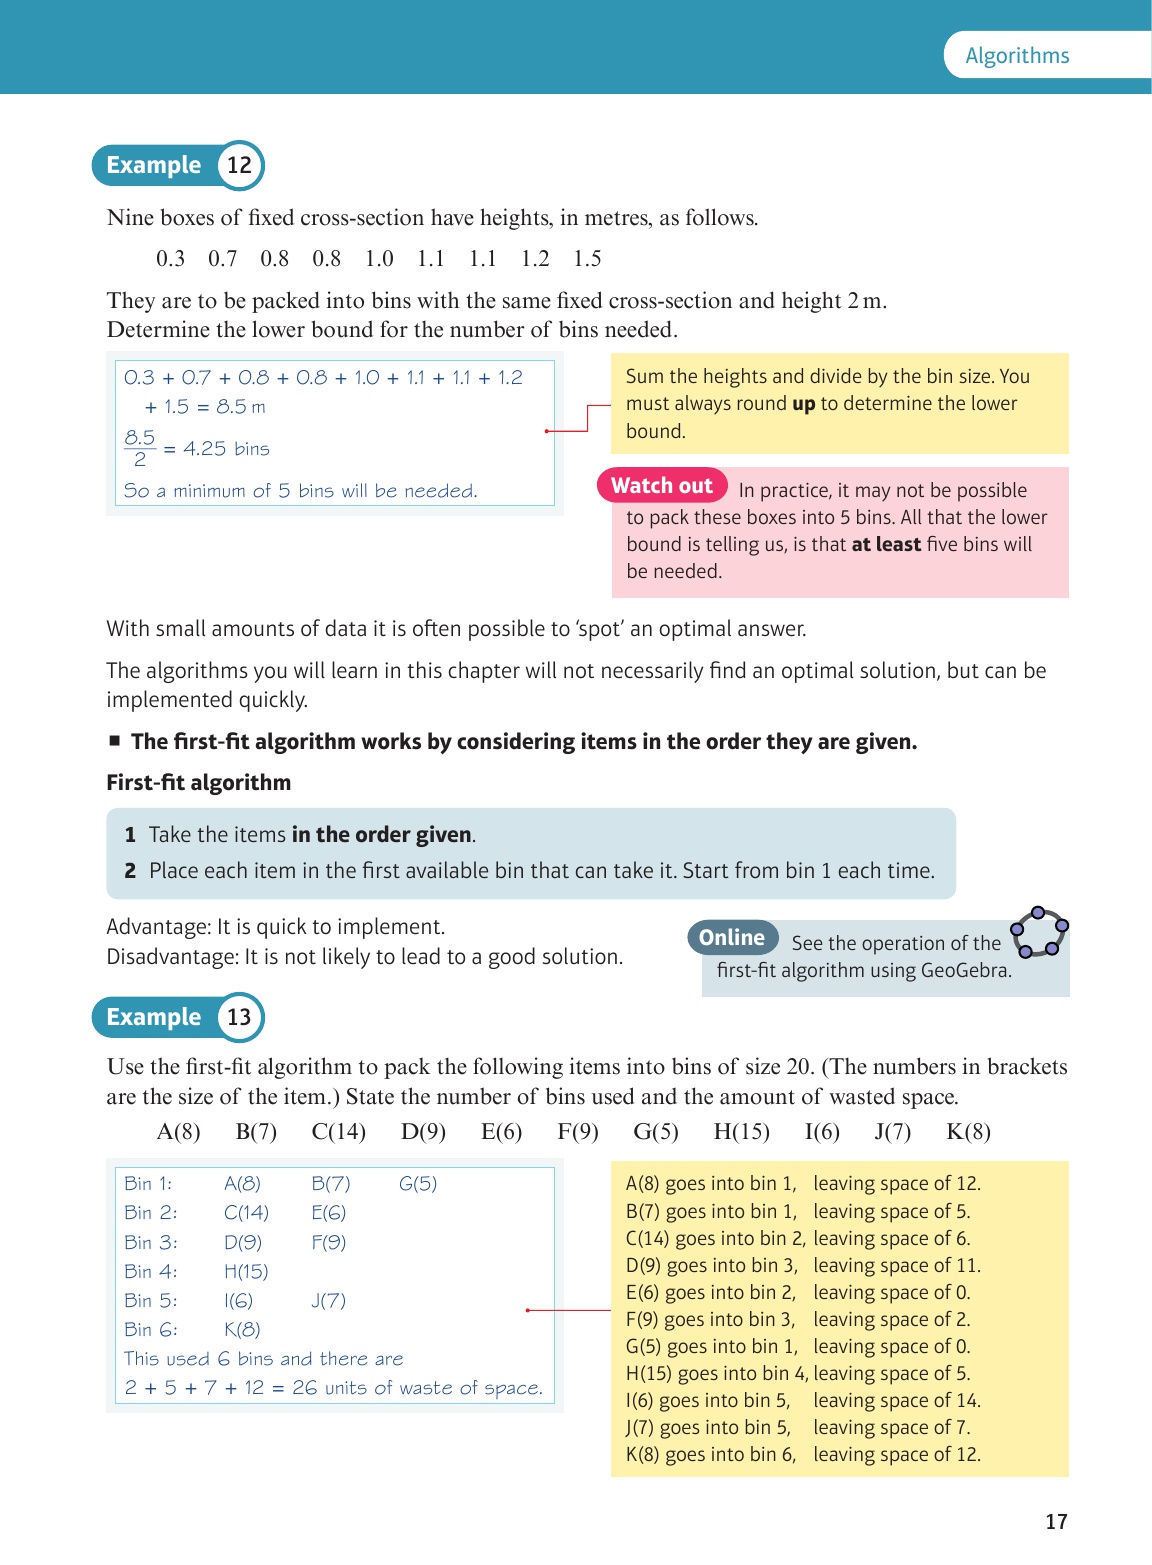 Algorithms
Example 12
Nine boxes of fixed cross-section have heights, in metres, as follows.
0.3 0.7 0.8 0.8 1.0 1.1 1.1 1.2 1.5
They are to be packed into bins with the same fixed cross-section and height 2 m.
Determine the lower bound for the number of bins needed.
0.3 + 0.7 + 0.8 + 0.8 + 1.0 + 1.1 + 1.1 + 1.2
+ 1.5 = 8.5 m
8.5/2 = 4.25 bins
So a minimum of 5 bins will be needed.
Sum the heights and divide by the bin size. You
must always round up to determine the lower
bound.
Watch out In practice, it may not be possible
to pack these boxes into 5 bins. All that the lower
bound is telling us, is that at least five bins will
be needed.
With small amounts of data it is often possible to ‘spot’ an optimal answer.
The algorithms you will learn in this chapter will not necessarily find an optimal solution, but can be
implemented quickly.
■ The first-fit algorithm works by considering items in the order they are given.
First-fit algorithm
1 Take the items in the order given.
2 Place each item in the first available bin that can take it. Start from bin 1 each time.
Advantage: It is quick to implement.
Disadvantage: It is not likely to lead to a good solution.
Online See the operation of the
first-fit algorithm using GeoGebra.
Example 13
Use the first-fit algorithm to pack the following items into bins of size 20. (The numbers in brackets
are the size of the item.) State the number of bins used and the amount of wasted space.
A(8) B(7) C(14) D(9) E(6) F(9) G(5) H(15) I(6) J(7) K(8)
Bin 1: A(8) B(7) G(5)
Bin 2: C(14) E(6)
Bin 3: D(9) F(9)
Bin 4: H(15)
Bin 5: I(6) J(7)
Bin 6: K(8)
This used 6 bins and there are
2 + 5 + 7 + 12 = 26 units of waste of space.
A(8) goes into bin 1, leaving space of 12.
B(7) goes into bin 1, leaving space of 5.
C(14) goes into bin 2, leaving space of 6.
D(9) goes into bin 3, leaving space of 11.
E(6) goes into bin 2, leaving space of 0.
F(9) goes into bin 3, leaving space of 2.
G(5) goes into bin 1, leaving space of 0.
H(15) goes into bin 4, leaving space of 5.
I(6) goes into bin 5, leaving space of 14.
J(7) goes into bin 5, leaving space of 7.
K(8) goes into bin 6, leaving space of 12.
17